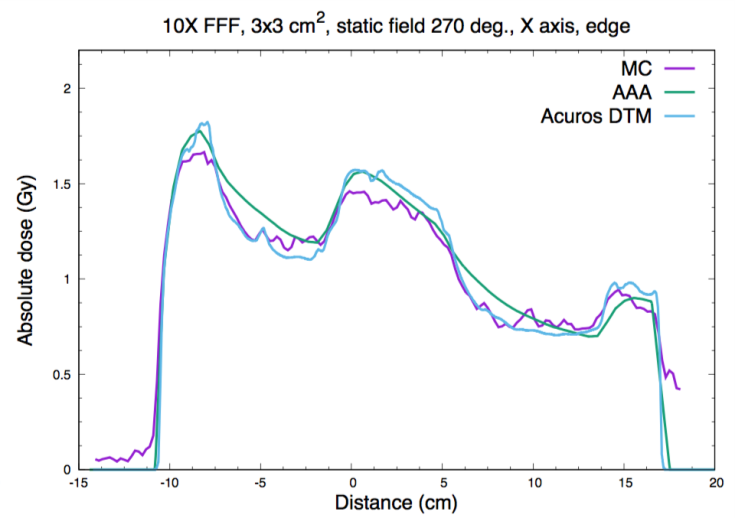 10X FFF, 3x3 cm², static field 270 deg., X axis, edge
MC
AAA
Acuros DTM
Absolute dose (Gy)
2
1.5
1
0.5
0
-15 -10 -5 0 5 10 15 20
Distance (cm)